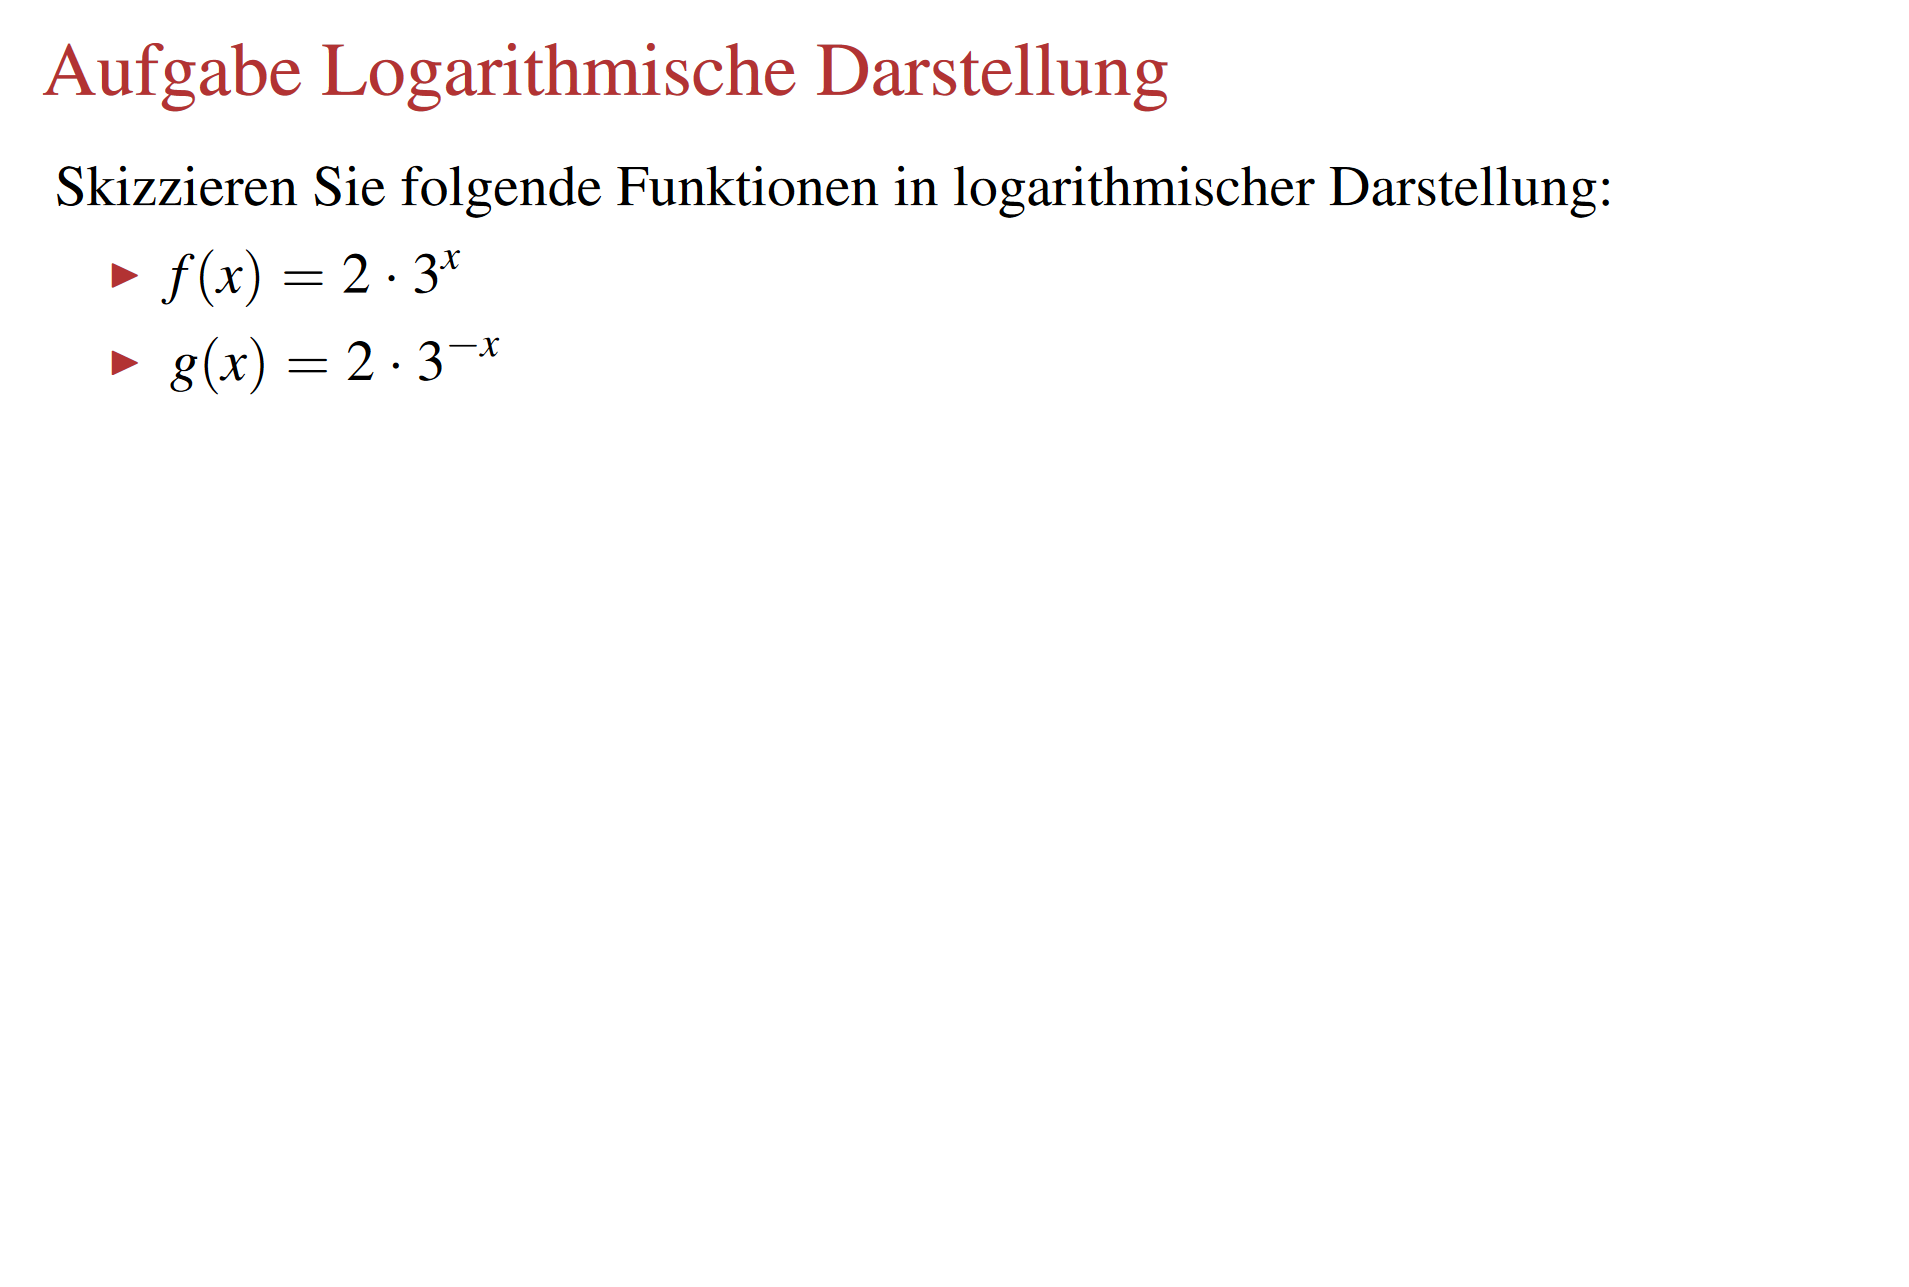 Aufgabe Logarithmische Darstellung
Skizzieren Sie folgende Funktionen in logarithmischer Darstellung:
▶ f(x) = 2 · 3^x
▶ g(x) = 2 · 3^{−x}